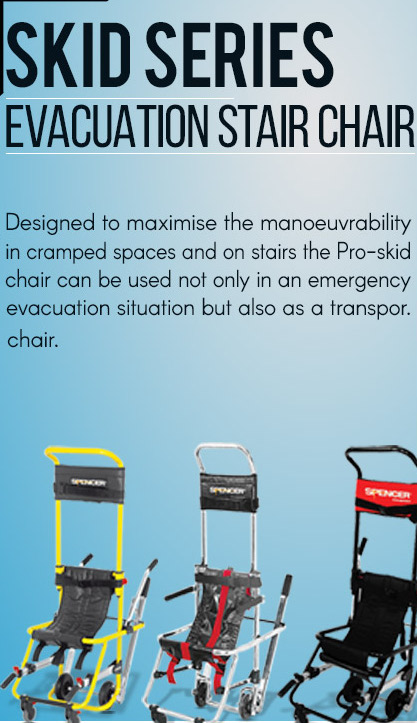 SKID SERIES
EVACUATION STAIR CHAIR
Designed to maximise the manoeuvrability
in cramped spaces and on stairs the Pro-skid
chair can be used not only in an emergency
evacuation situation but also as a transpor.
chair.
SPENCER
SPENCER
SPENCER